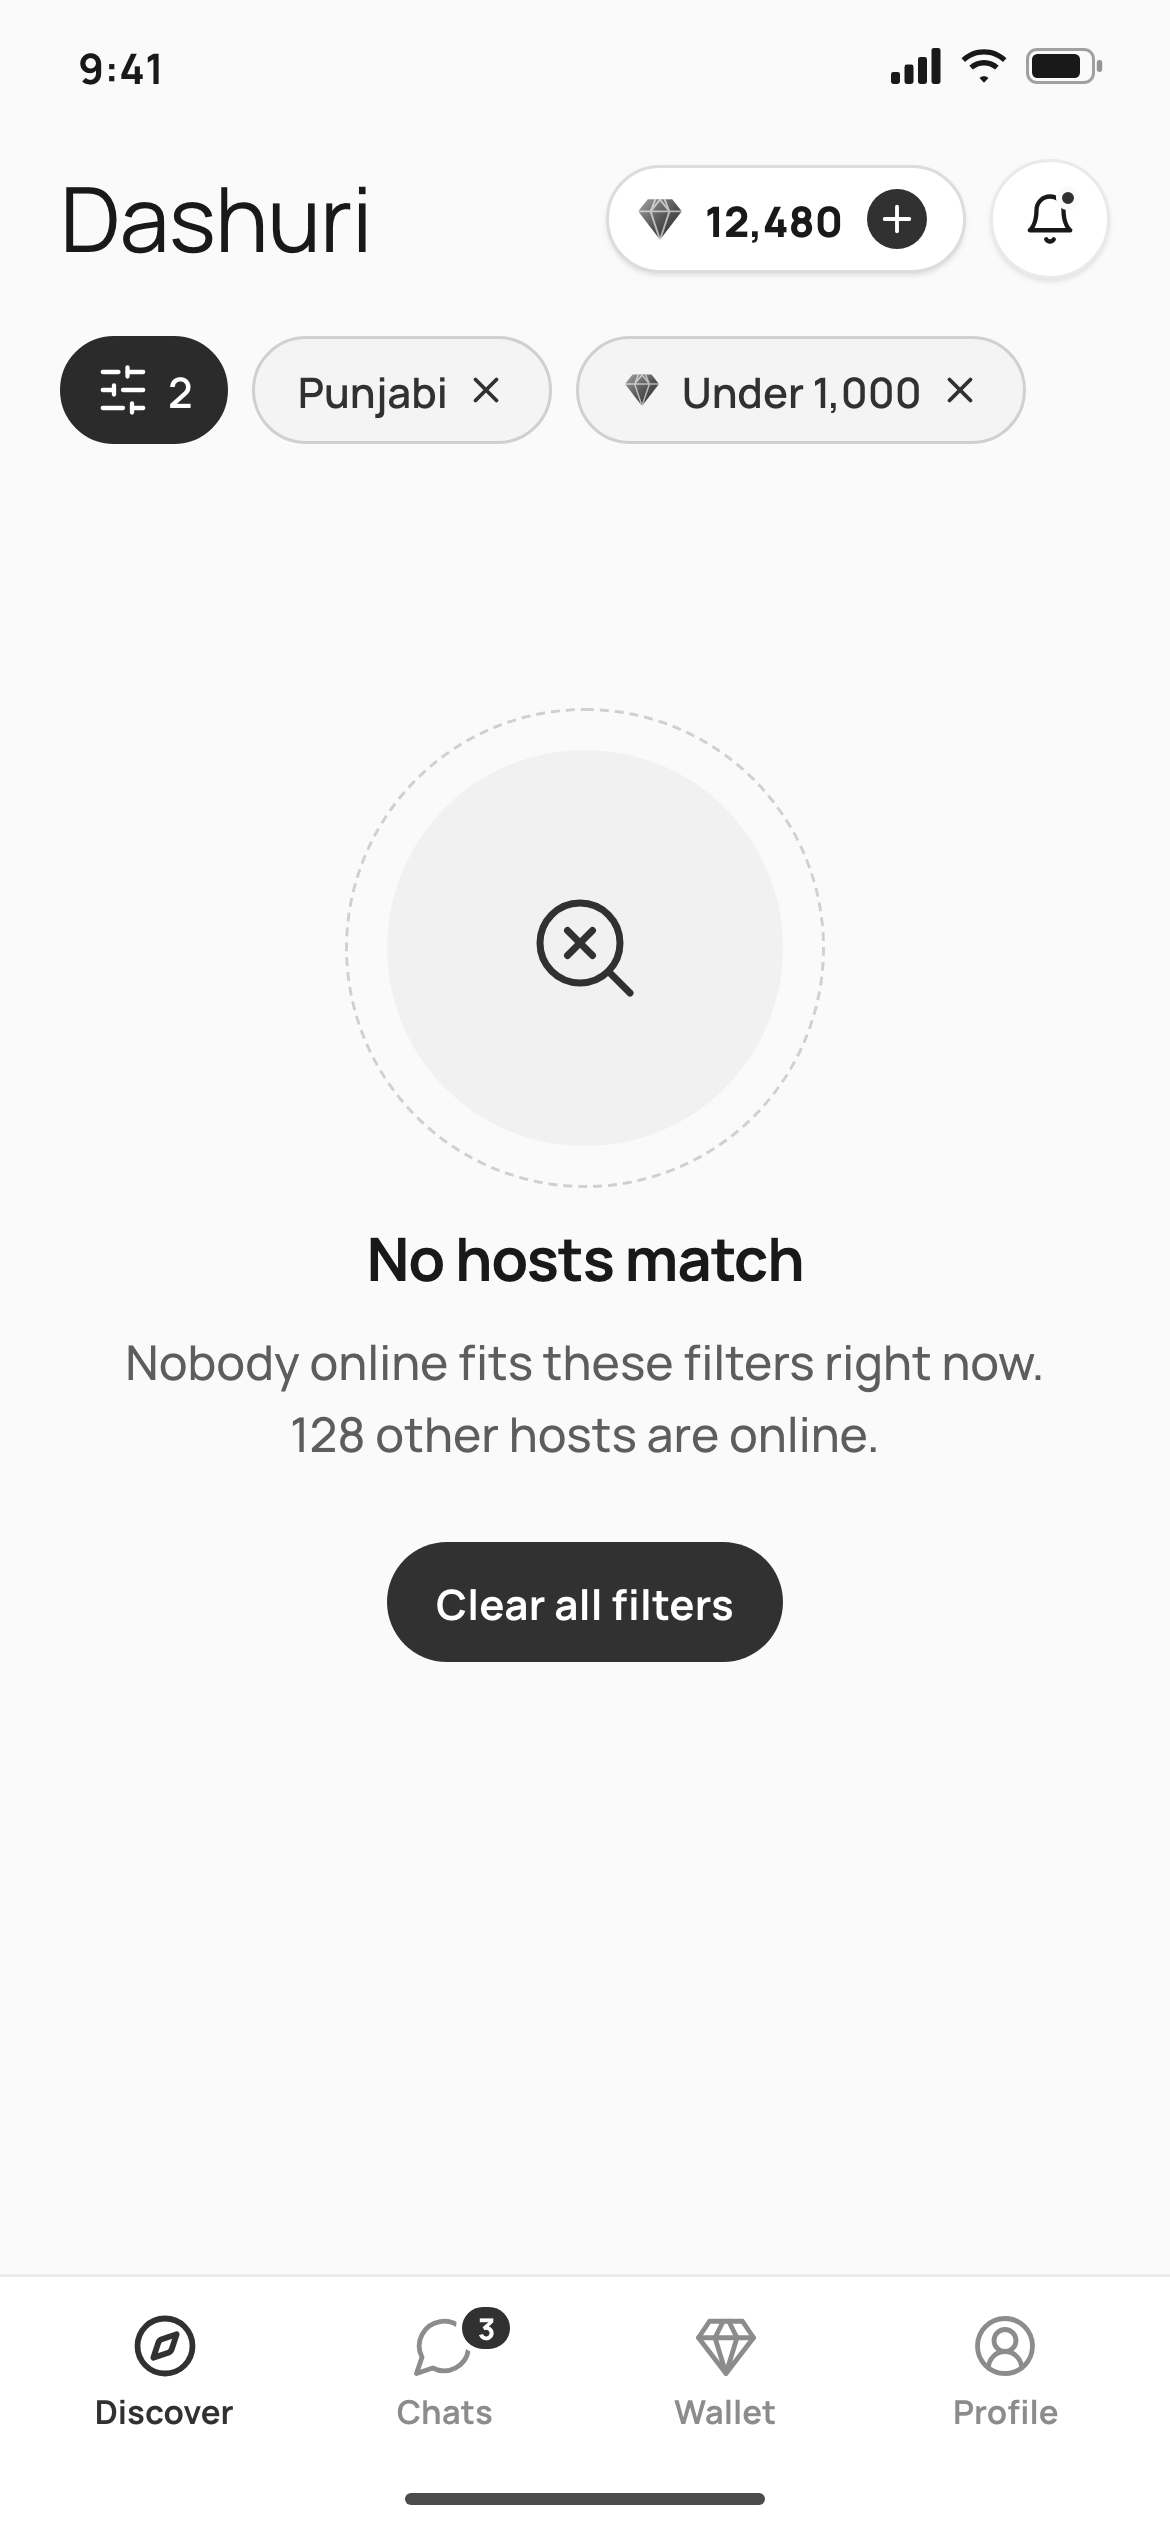 9:41
Dashuri
12,480
2
Punjabi
Under 1,000
No hosts match
Nobody online fits these filters right now.
128 other hosts are online.
Clear all filters
3
Discover
Chats
Wallet
Profile